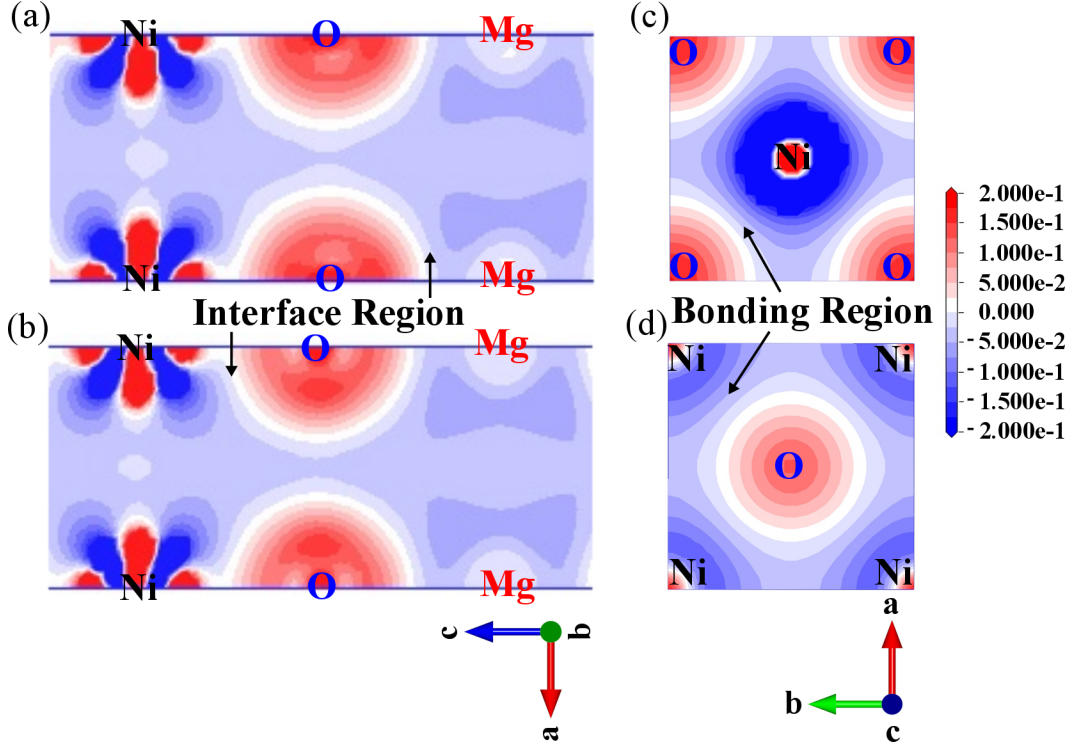 (a)
Ni
O
Mg
Ni
O
Mg
Interface Region
(b)
Ni
O
Mg
Ni
O
Mg
c
b
a
(c)
O
O
Ni
O
O
Bonding Region
(d)
Ni
Ni
O
Ni
Ni
a
b
c
2.000e-1
1.500e-1
1.000e-1
5.000e-2
0.000
-5.000e-2
-1.000e-1
-1.500e-1
-2.000e-1